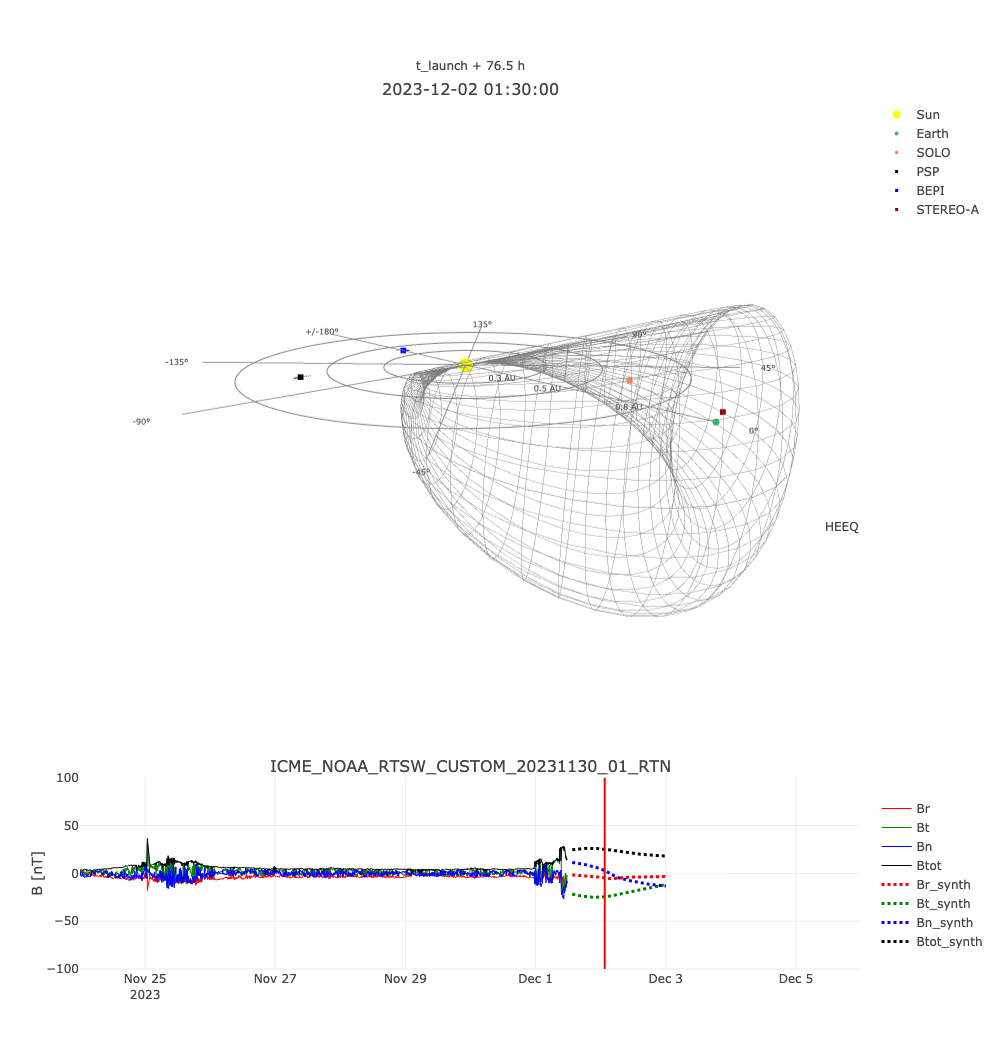 t_launch + 76.5 h
2023-12-02 01:30:00
Sun
Earth
SOLO
PSP
BEPI
STEREO-A
135°
+/-180°
90°
-135°
45°
0.3 AU
0.5 AU
0.8 AU
-90°
0°
-45°
HEEQ
ICME_NOAA_RTSW_CUSTOM_20231130_01_RTN
100
50
0
−50
−100
B [nT]
Nov 25
2023
Nov 27
Nov 29
Dec 1
Dec 3
Dec 5
Br
Bt
Bn
Btot
Br_synth
Bt_synth
Bn_synth
Btot_synth